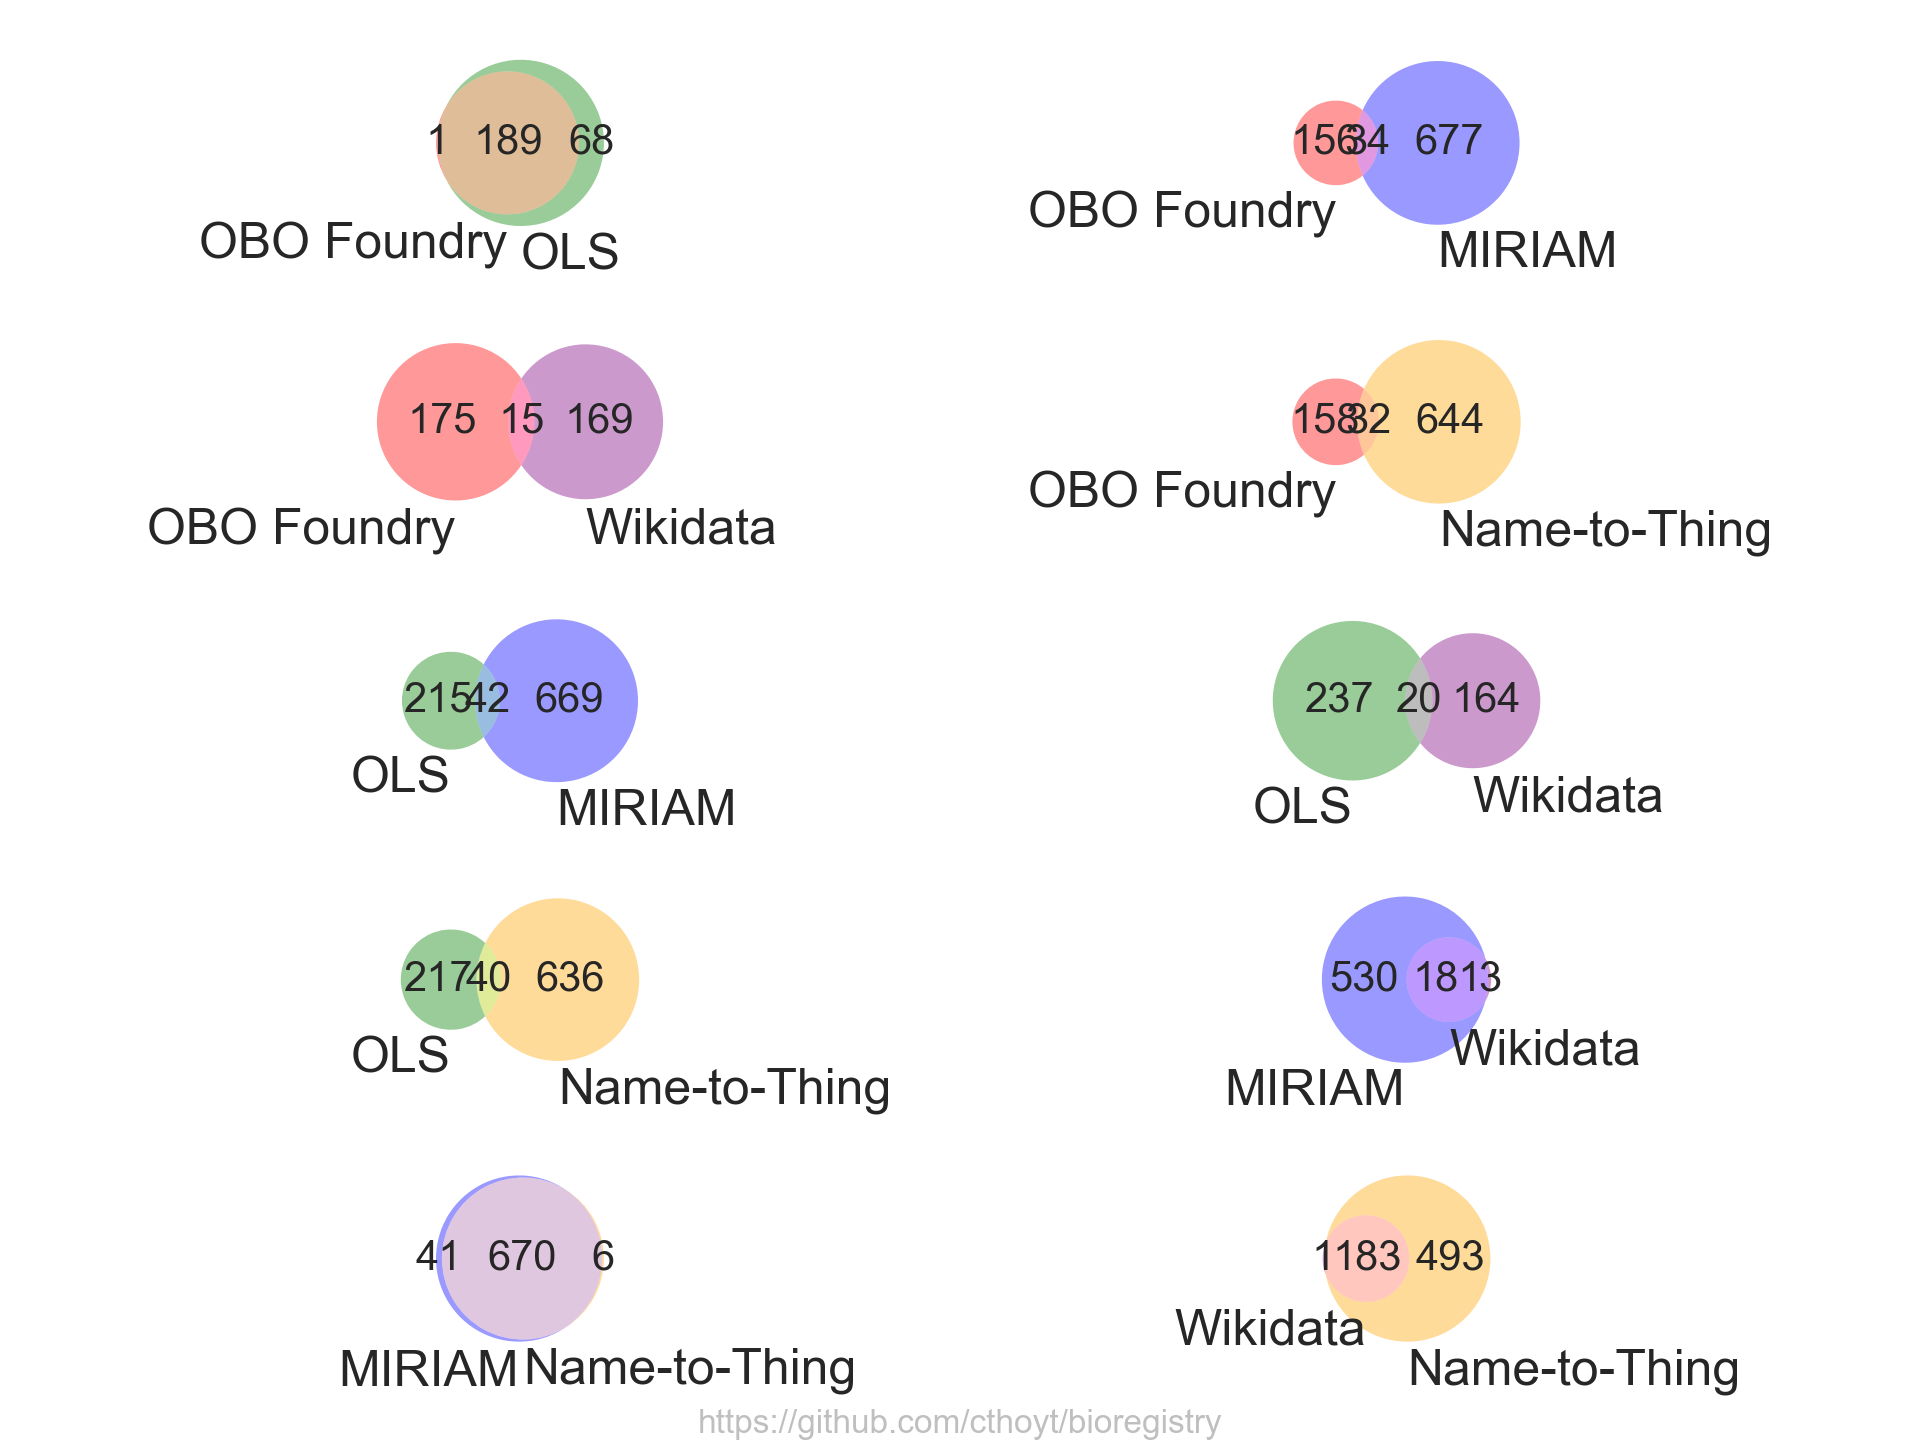 1 189 68
OBO Foundry OLS
156 34 677
OBO Foundry
MIRIAM
175 15 169
OBO Foundry Wikidata
158 32 644
OBO Foundry
Name-to-Thing
215 42 669
OLS
MIRIAM
237 20 164
OLS
Wikidata
217 40 636
OLS
Name-to-Thing
530 181 3
Wikidata
MIRIAM
41 670 6
MIRIAM Name-to-Thing
1 183 493
Wikidata
Name-to-Thing
https://github.com/cthoyt/bioregistry